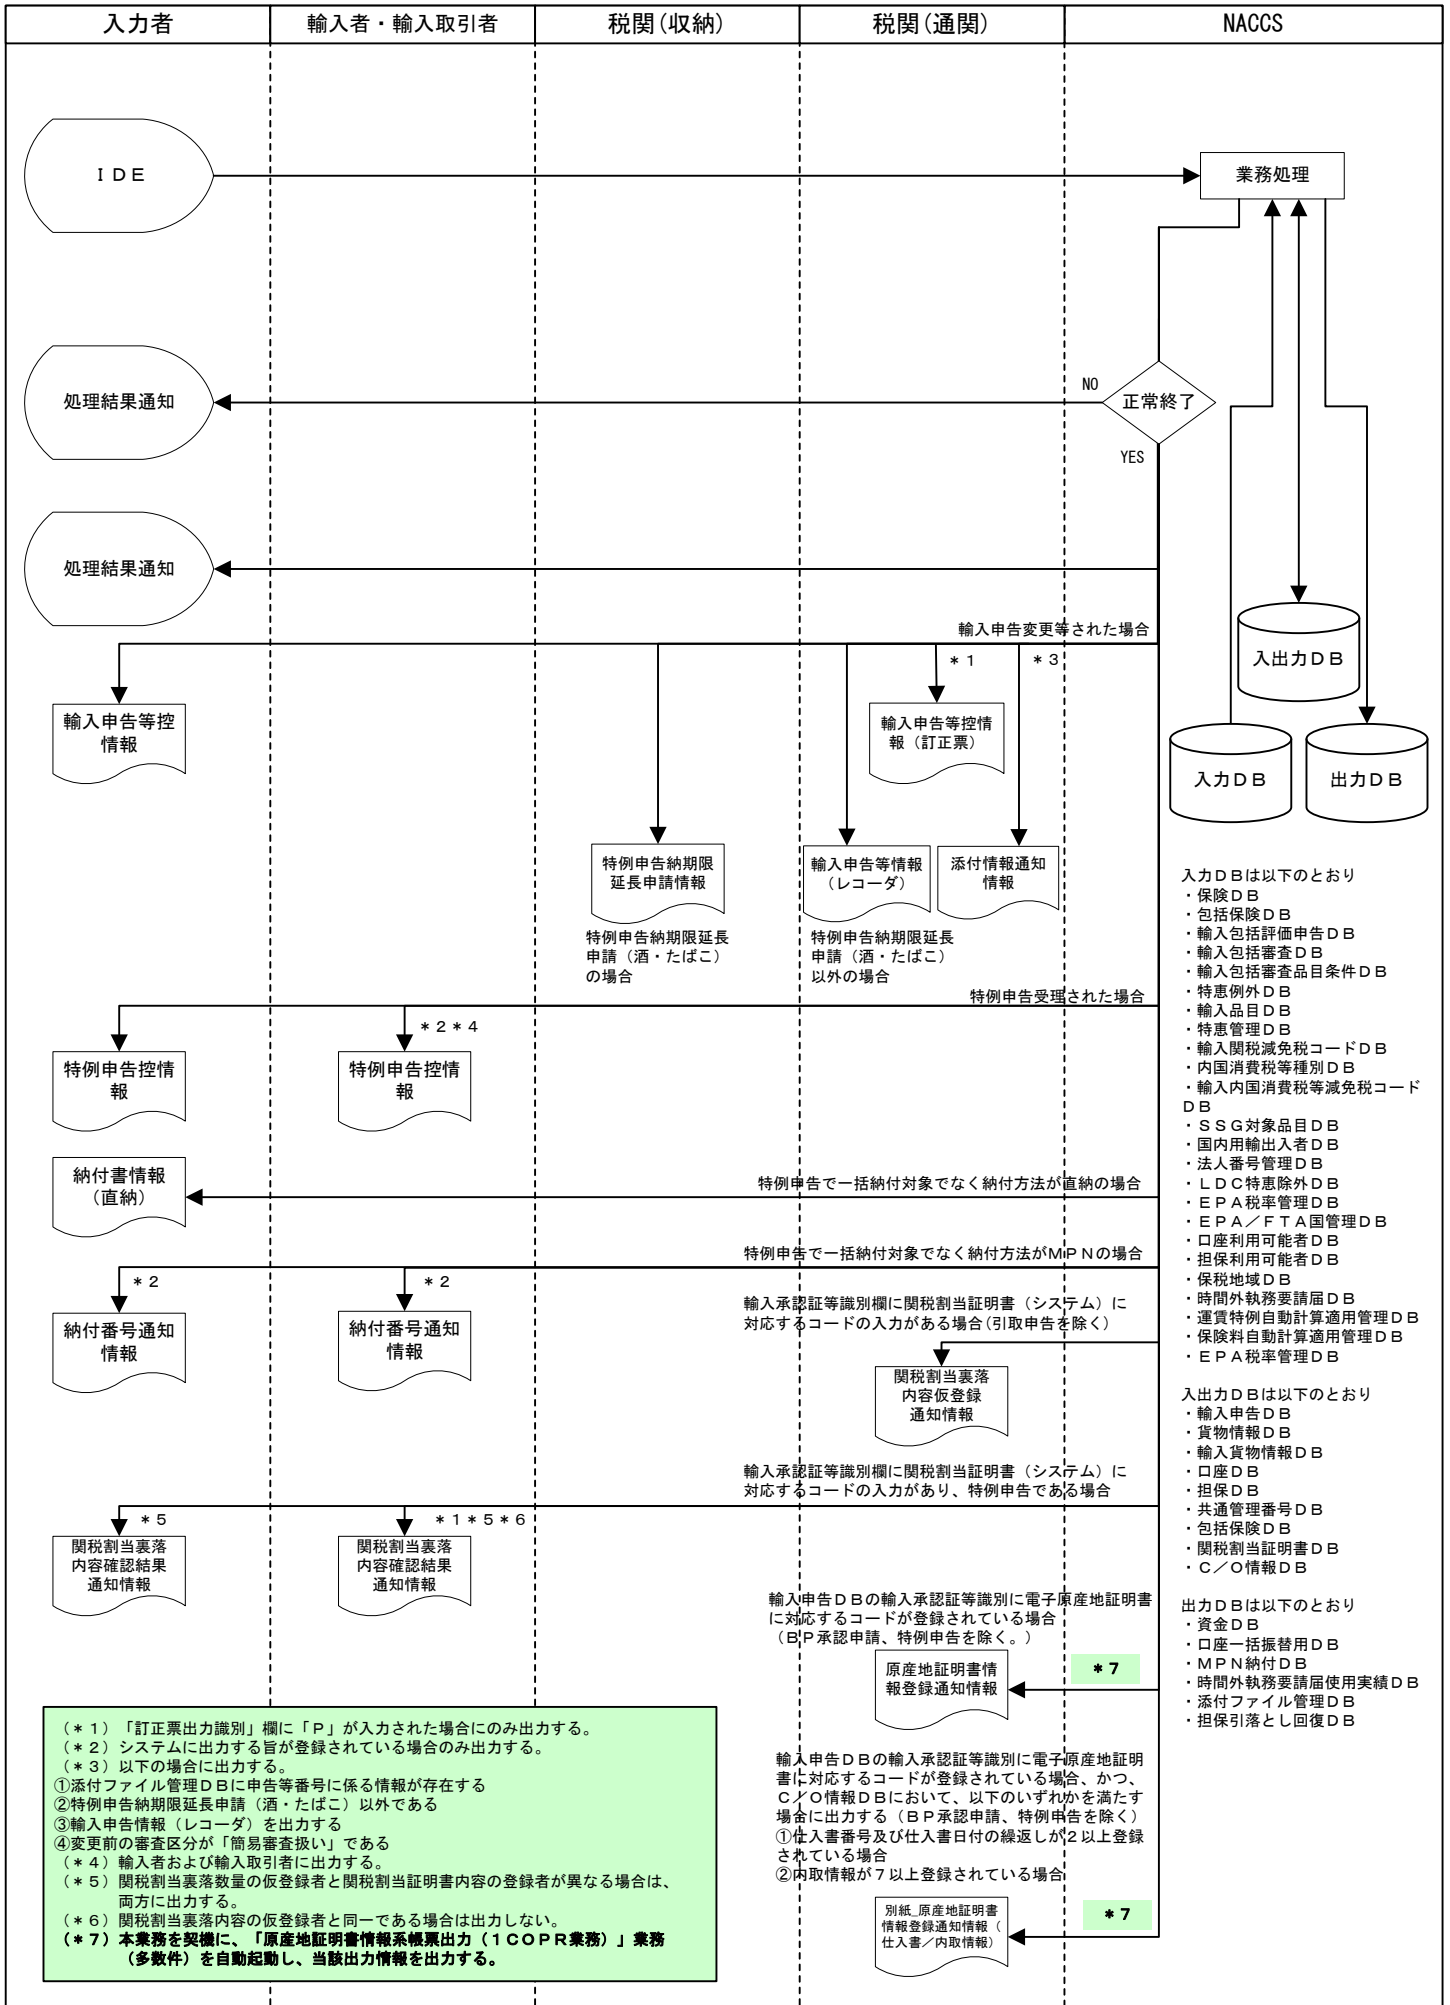 入力者
輸入者・輸入取引者
税関(収納)
税関(通関)
NACCS
ＩＤＥ
業務処理
処理結果通知
NO
正常終了
YES
処理結果通知
輸入申告変更等された場合
＊１
＊３
入出力ＤＢ
輸入申告等控
情報
輸入申告等控情
報（訂正票）
入力ＤＢ
出力ＤＢ
特例申告納期限
延長申請情報
輸入申告等情報
（レコーダ）
添付情報通知
情報
特例申告納期限延長
申請（酒・たばこ）
の場合
特例申告納期限延長
申請（酒・たばこ）
以外の場合
特例申告受理された場合
＊２＊４
特例申告控情
報
特例申告控情
報
納付書情報
（直納）
特例申告で一括納付対象でなく納付方法が直納の場合
特例申告で一括納付対象でなく納付方法がＭＰＮの場合
＊２
＊２
納付番号通知
情報
納付番号通知
情報
輸入承認証等識別欄に関税割当証明書（システム）に
対応するコードの入力がある場合(引取申告を除く)
関税割当裏落
内容仮登録
通知情報
輸入承認証等識別欄に関税割当証明書（システム）に
対応するコードの入力があり、特例申告である場合
＊５
＊１＊５＊６
関税割当裏落
内容確認結果
通知情報
関税割当裏落
内容確認結果
通知情報
輸入申告ＤＢの輸入承認証等識別に電子原産地証明書
に対応するコードが登録されている場合
（ＢＰ承認申請、特例申告を除く。）
原産地証明書情
報登録通知情報
＊７
輸入申告ＤＢの輸入承認証等識別に電子原産地証明
書に対応するコードが登録されている場合、かつ、
Ｃ／Ｏ情報ＤＢにおいて、以下のいずれかを満たす
場合に出力する（ＢＰ承認申請、特例申告を除く）
①仕入書番号及び仕入書日付の繰返しが２以上登録
されている場合
②内取情報が７以上登録されている場合
別紙_原産地証明書
情報登録通知情報（
仕入書／内取情報）
＊７
入力ＤＢは以下のとおり
・保険ＤＢ
・包括保険ＤＢ
・輸入包括評価申告ＤＢ
・輸入包括審査ＤＢ
・輸入包括審査品目条件ＤＢ
・特恵例外ＤＢ
・輸入品目ＤＢ
・特恵管理ＤＢ
・輸入関税減免税コードＤＢ
・内国消費税等種別ＤＢ
・輸入内国消費税等減免税コード
ＤＢ
・ＳＳＧ対象品目ＤＢ
・国内用輸出入者ＤＢ
・法人番号管理ＤＢ
・ＬＤＣ特恵除外ＤＢ
・ＥＰＡ税率管理ＤＢ
・ＥＰＡ／ＦＴＡ国管理ＤＢ
・口座利用可能者ＤＢ
・担保利用可能者ＤＢ
・保税地域ＤＢ
・時間外執務要請届ＤＢ
・運賃特例自動計算適用管理ＤＢ
・保険料自動計算適用管理ＤＢ
・ＥＰＡ税率管理ＤＢ
入出力ＤＢは以下のとおり
・輸入申告ＤＢ
・貨物情報ＤＢ
・輸入貨物情報ＤＢ
・口座ＤＢ
・担保ＤＢ
・共通管理番号ＤＢ
・包括保険ＤＢ
・関税割当証明書ＤＢ
・Ｃ／Ｏ情報ＤＢ
出力ＤＢは以下のとおり
・資金ＤＢ
・口座一括振替用ＤＢ
・ＭＰＮ納付ＤＢ
・時間外執務要請届使用実績ＤＢ
・添付ファイル管理ＤＢ
・担保引落とし回復ＤＢ
（＊１）「訂正票出力識別」欄に「Ｐ」が入力された場合にのみ出力する。
（＊２）システムに出力する旨が登録されている場合のみ出力する。
（＊３）以下の場合に出力する。
①添付ファイル管理ＤＢに申告等番号に係る情報が存在する
②特例申告納期限延長申請（酒・たばこ）以外である
③輸入申告情報（レコーダ）を出力する
④変更前の審査区分が「簡易審査扱い」である
（＊４）輸入者および輸入取引者に出力する。
（＊５）関税割当裏落数量の仮登録者と関税割当証明書内容の登録者が異なる場合は、
両方に出力する。
（＊６）関税割当裏落内容の仮登録者と同一である場合は出力しない。
（＊７）本業務を契機に、「原産地証明書情報系帳票出力（１ＣＯＰＲ業務）」業務
（多数件）を自動起動し、当該出力情報を出力する。